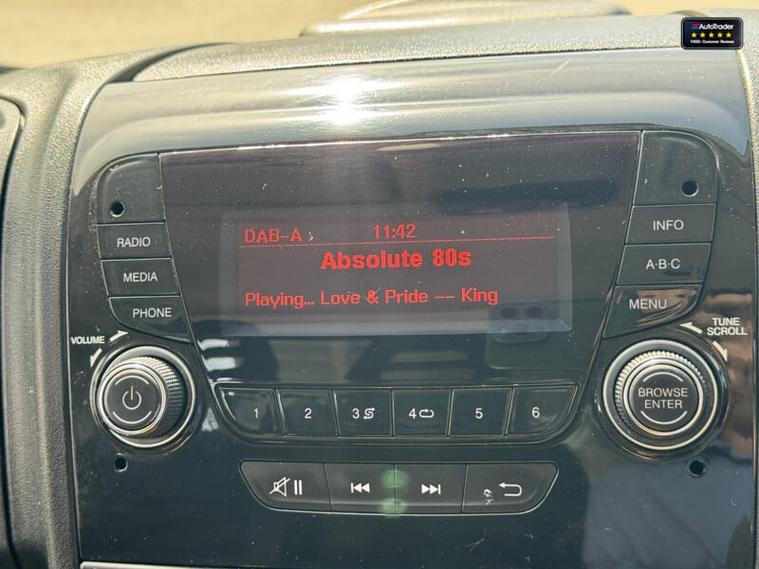 AutoTrader
DAB-A 11:42
Absolute 80s
Playing... Love & Pride -- King
RADIO
MEDIA
PHONE
VOLUME
INFO
A·B·C
MENU
TUNE
SCROLL
BROWSE
ENTER
1 2 3 4 5 6